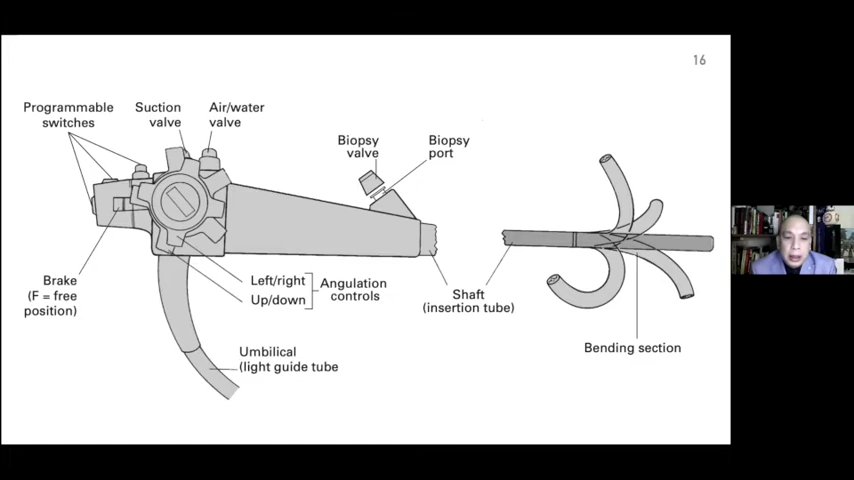 16
Programmable
switches
Suction
valve
Air/water
valve
Biopsy
valve
Biopsy
port
Brake
(F = free
position)
Left/right
Up/down
Angulation
controls
Shaft
(insertion tube)
Umbilical
(light guide tube
Bending section